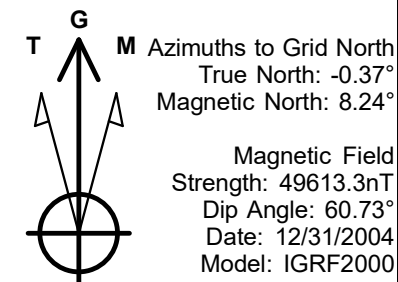 G
T M
Azimuths to Grid North
True North: -0.37°
Magnetic North: 8.24°
Magnetic Field
Strength: 49613.3nT
Dip Angle: 60.73°
Date: 12/31/2004
Model: IGRF2000